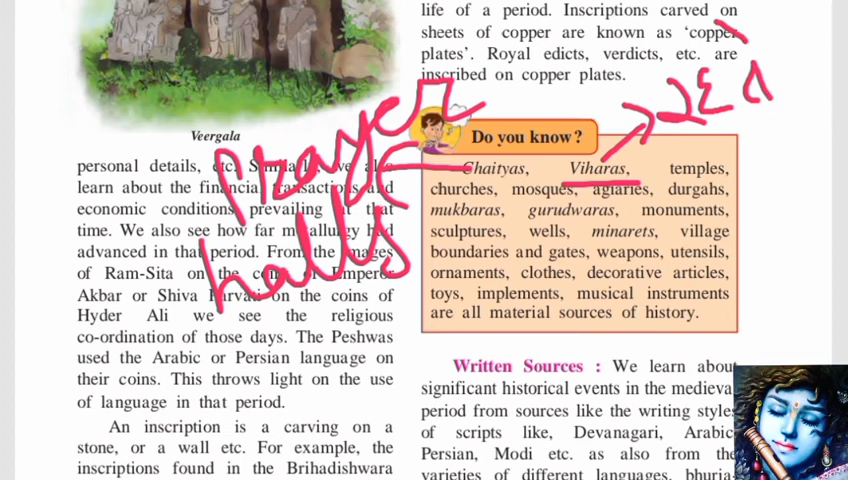 Veergala
personal details, etc. Similarly, we also
learn about the financial transactions and
economic conditions prevailing at that
time. We also see how far metallurgy had
advanced in that period. From the images
of Ram-Sita on the coins of Emperor
Akbar or Shiva Parvati on the coins of
Hyder Ali we see the religious
co-ordination of those days. The Peshwas
used the Arabic or Persian language on
their coins. This throws light on the use
of language in that period.
An inscription is a carving on a
stone, or a wall etc. For example, the
inscriptions found in the Brihadishwara
prayer
halls
life of a period. Inscriptions carved on
sheets of copper are known as ‘copper
plates’. Royal edicts, verdicts, etc. are
inscribed on copper plates.
Do you know ?
Chaityas, Viharas, temples,
churches, mosques, agiaries, durgahs,
mukbaras, gurudwaras, monuments,
sculptures, wells, minarets, village
boundaries and gates, weapons, utensils,
ornaments, clothes, decorative articles,
toys, implements, musical instruments
are all material sources of history.
Written Sources : We learn about
significant historical events in the medieva
period from sources like the writing style
of scripts like, Devanagari, Arabic
Persian, Modi etc. as also from the
varieties of different languages, bhurja-